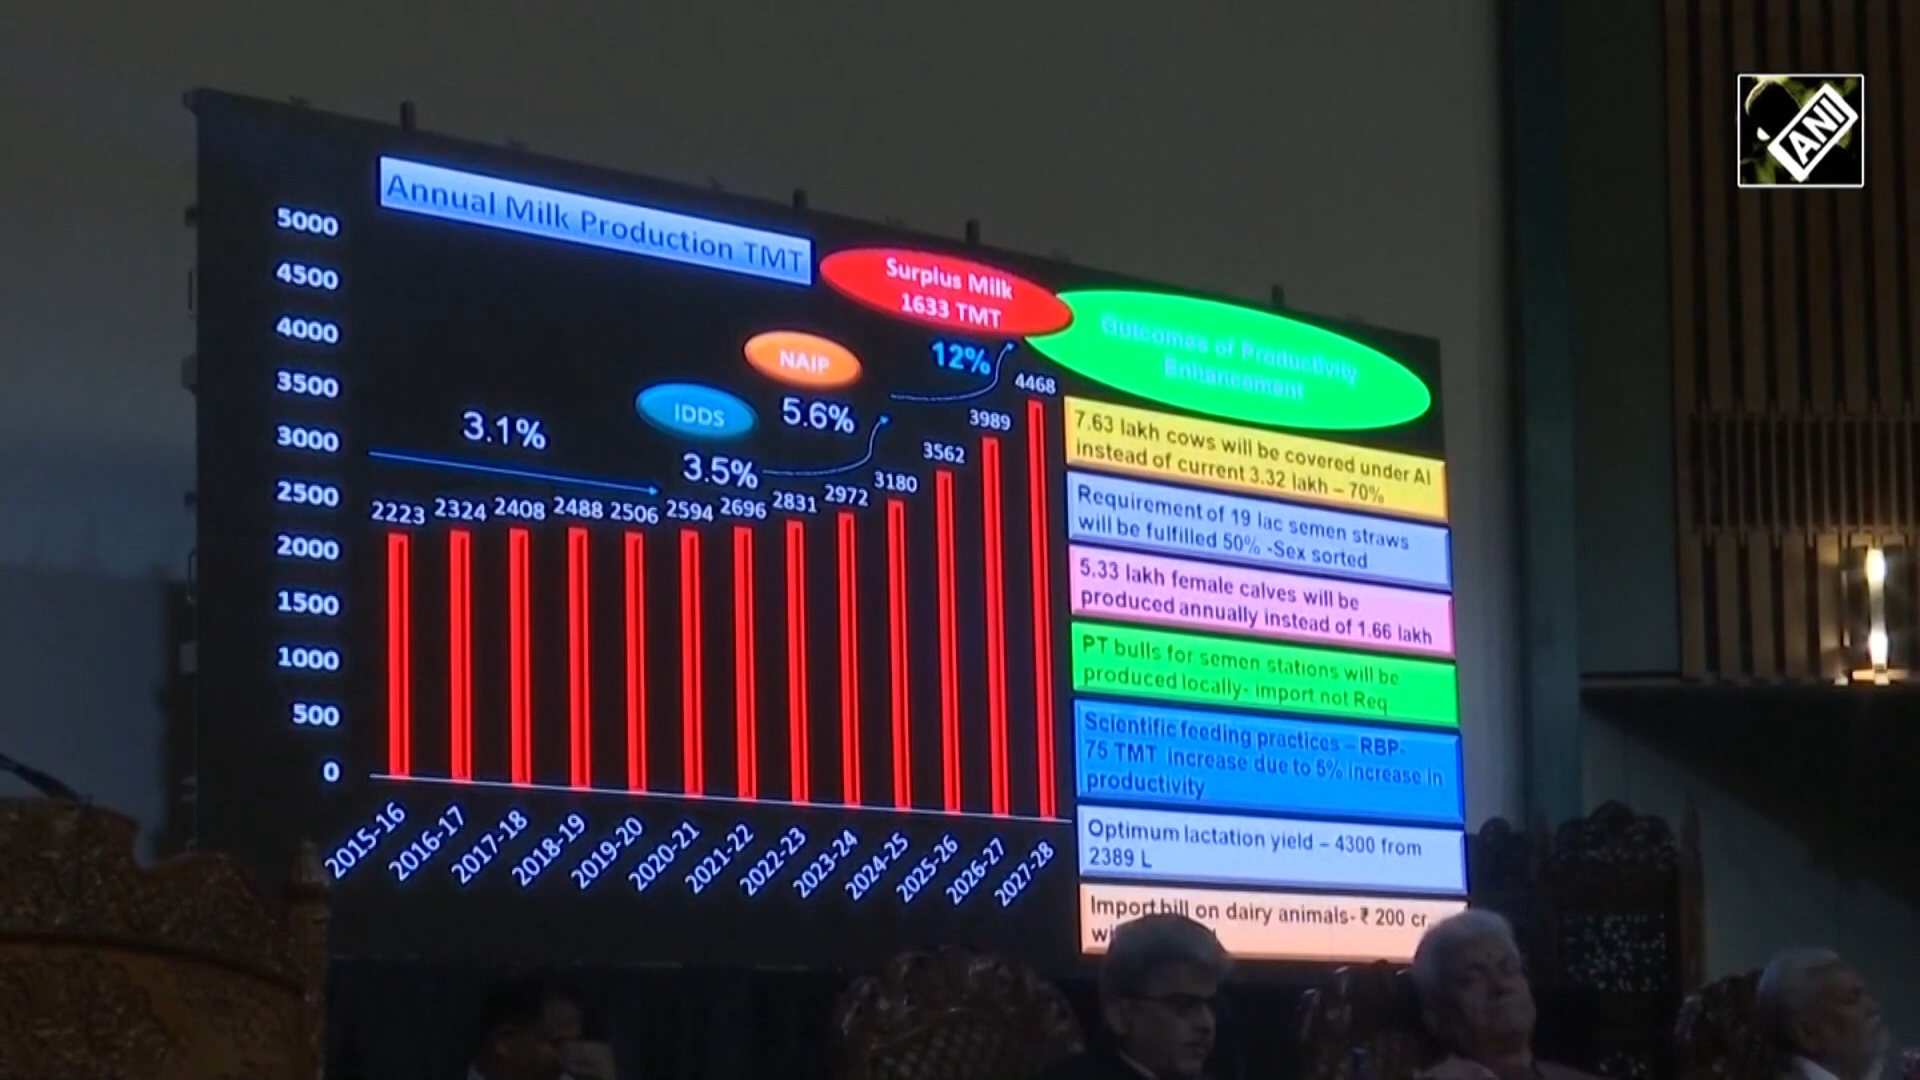 ANI
Annual Milk Production TMT
Surplus Milk
1633 TMT
NAIP
IDDS
12%
5.6%
3.5%
3.1%
5000
4500
4000
3500
3000
2500
2000
1500
1000
500
0
2223
2324
2408
2488
2506
2594
2696
2831
2972
3180
3562
3989
4468
2015-16
2016-17
2017-18
2018-19
2019-20
2020-21
2021-22
2022-23
2023-24
2024-25
2025-26
2026-27
2027-28
Outcomes of Productivity
Enhancement
7.63 lakh cows will be covered under AI
instead of current 3.32 lakh – 70%
Requirement of 19 lac semen straws
will be fulfilled 50% -Sex sorted
5.33 lakh female calves will be
produced annually instead of 1.66 lakh
PT bulls for semen stations will be
produced locally- import not Req
Scientific feeding practices – RBP-
75 TMT increase due to 5% increase in
productivity
Optimum lactation yield – 4300 from
2389 L
Import bill on dairy animals- ₹ 200 cr